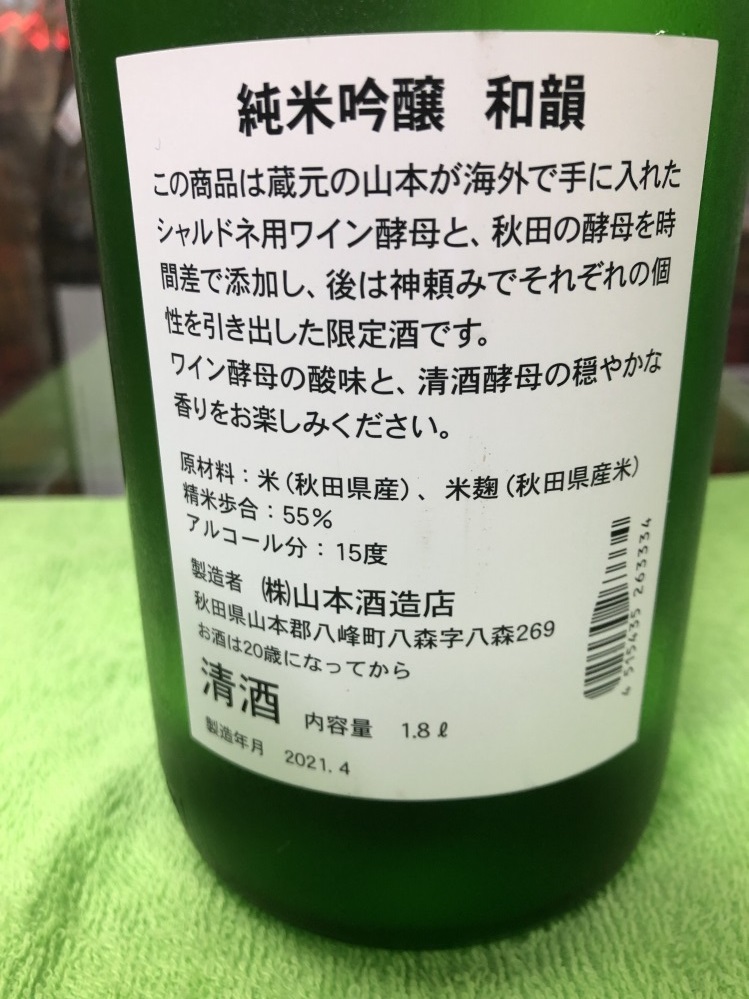 純米吟醸 和韻
この商品は蔵元の山本が海外で手に入れた
シャルドネ用ワイン酵母と、秋田の酵母を時
間差で添加し、後は神頼みでそれぞれの個
性を引き出した限定酒です。
ワイン酵母の酸味と、清酒酵母の穏やかな
香りをお楽しみください。
原材料：米（秋田県産）、米麹（秋田県産米）
精米歩合：55％
アルコール分：15度
製造者 ㈱山本酒造店
秋田県山本郡八峰町八森字八森269
お酒は20歳になってから
清酒 内容量 1.8ℓ
製造年月 2021.4
4 515435 263334